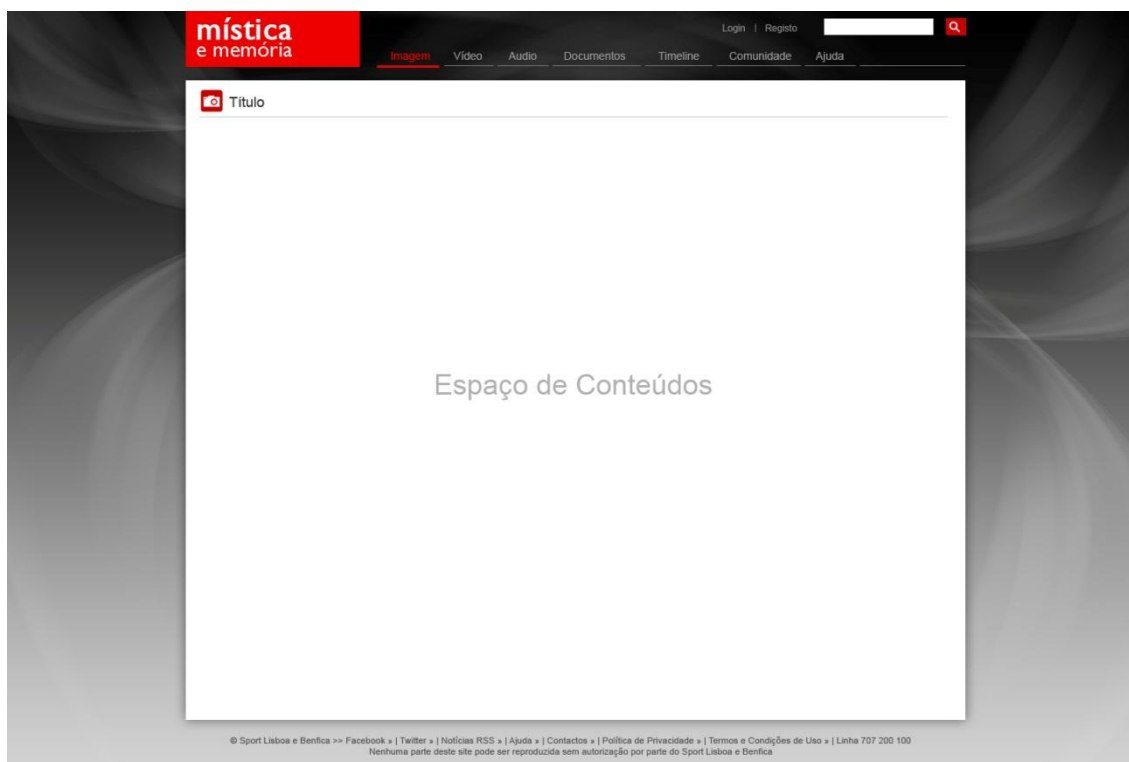 mística
e memória
Login | Registo
Imagem Vídeo Audio Documentos Timeline Comunidade Ajuda
Título
Espaço de Conteúdos
© Sport Lisboa e Benfica >> Facebook » | Twitter » | Notícias RSS » | Ajuda » | Contactos » | Política de Privacidade » | Termos e Condições de Uso » | Linha 707 200 100
Nenhuma parte deste site pode ser reproduzida sem autorização por parte do Sport Lisboa e Benfica